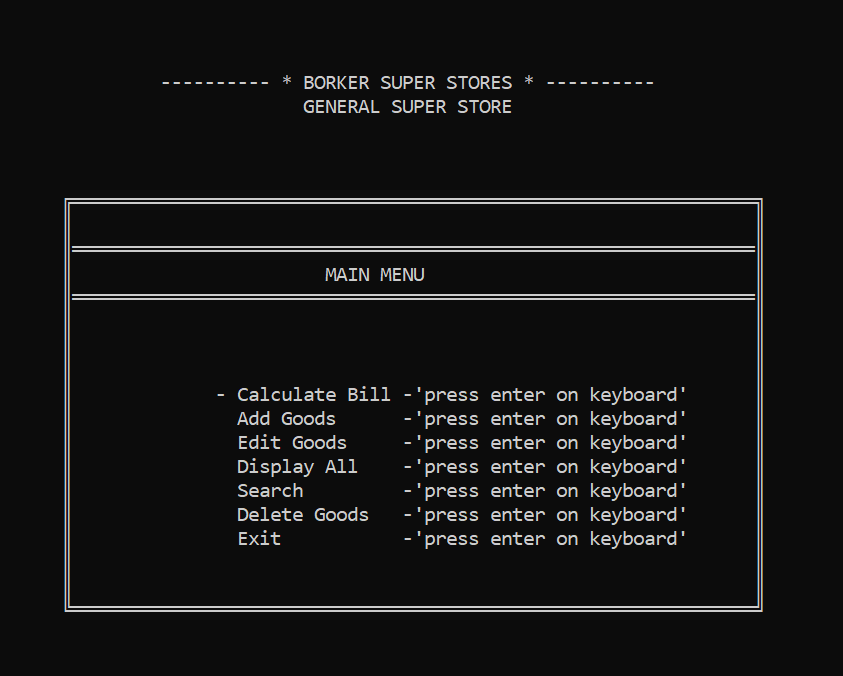 ---------- * BORKER SUPER STORES * ----------
GENERAL SUPER STORE
MAIN MENU
- Calculate Bill -'press enter on keyboard'
Add Goods -'press enter on keyboard'
Edit Goods -'press enter on keyboard'
Display All -'press enter on keyboard'
Search -'press enter on keyboard'
Delete Goods -'press enter on keyboard'
Exit -'press enter on keyboard'